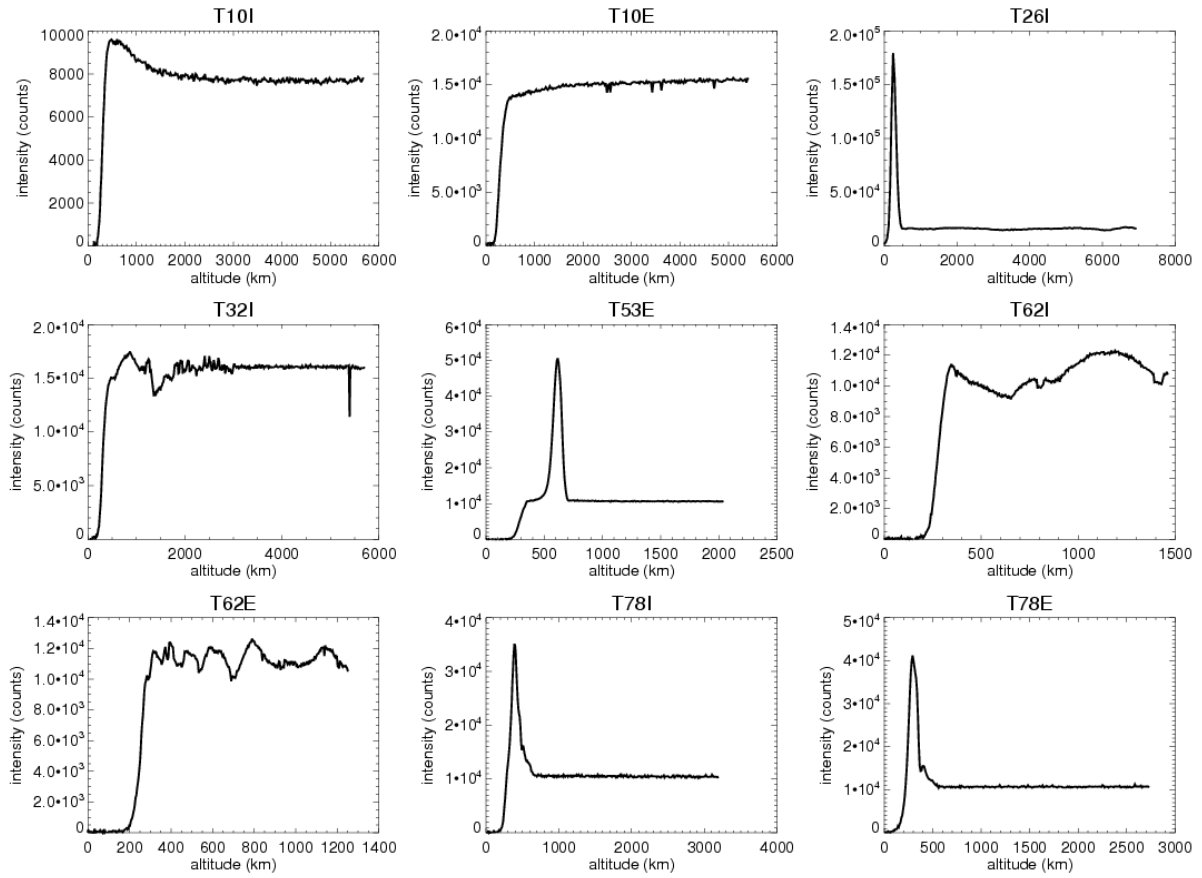 T10I
10000
8000
6000
4000
2000
0
intensity (counts)
0 1000 2000 3000 4000 5000 6000
altitude (km)
T10E
2.0•10⁴
1.5•10⁴
1.0•10⁴
5.0•10³
0
intensity (counts)
0 1000 2000 3000 4000 5000 6000
altitude (km)
T26I
2.0•10⁵
1.5•10⁵
1.0•10⁵
5.0•10⁴
0
intensity (counts)
0 2000 4000 6000 8000
altitude (km)
T32I
2.0•10⁴
1.5•10⁴
1.0•10⁴
5.0•10³
0
intensity (counts)
0 2000 4000 6000
altitude (km)
T53E
6•10⁴
5•10⁴
4•10⁴
3•10⁴
2•10⁴
1•10⁴
0
intensity (counts)
0 500 1000 1500 2000 2500
altitude (km)
T62I
1.4•10⁴
1.2•10⁴
1.0•10⁴
8.0•10³
6.0•10³
4.0•10³
2.0•10³
0
intensity (counts)
0 500 1000 1500
altitude (km)
T62E
1.4•10⁴
1.2•10⁴
1.0•10⁴
8.0•10³
6.0•10³
4.0•10³
2.0•10³
0
intensity (counts)
0 200 400 600 800 1000 1200 1400
altitude (km)
T78I
4•10⁴
3•10⁴
2•10⁴
1•10⁴
0
intensity (counts)
0 1000 2000 3000 4000
altitude (km)
T78E
5•10⁴
4•10⁴
3•10⁴
2•10⁴
1•10⁴
0
intensity (counts)
0 500 1000 1500 2000 2500 3000
altitude (km)